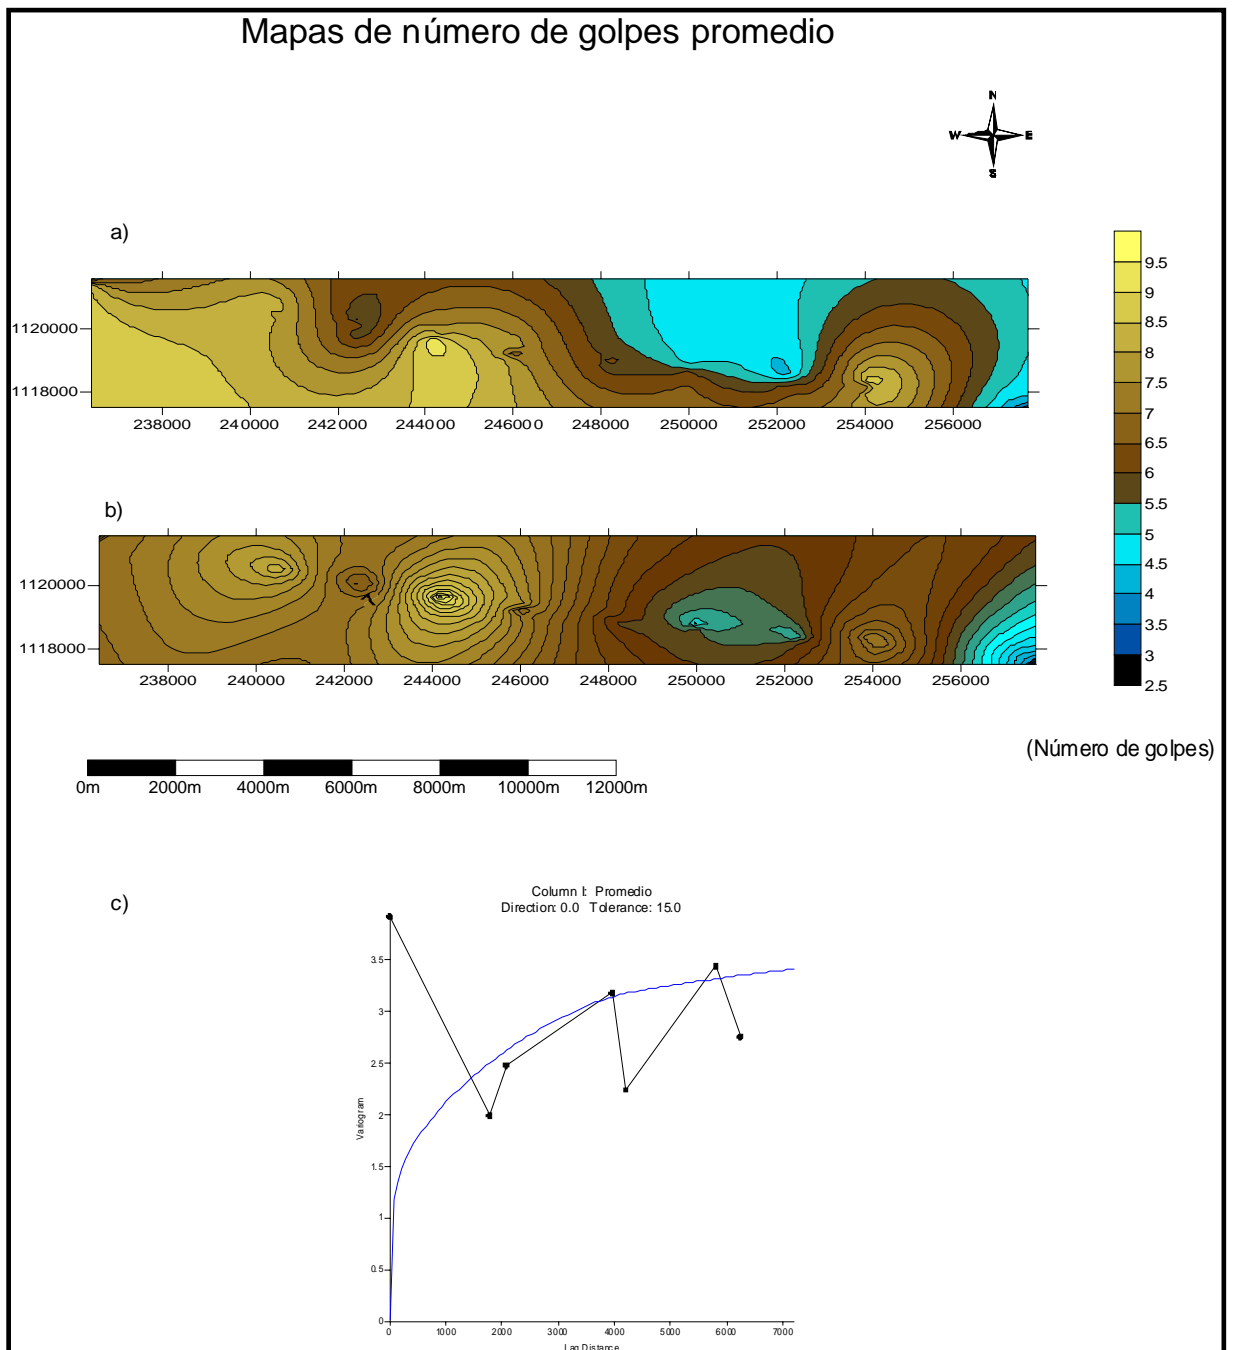 Mapas de número de golpes promedio
N
W E
S
a)
1120000
1118000
238000 240000 242000 244000 246000 248000 250000 252000 254000 256000
9.5
9
8.5
8
7.5
7
6.5
6
5.5
5
4.5
4
3.5
3
2.5
(Número de golpes)
b)
1120000
1118000
238000 240000 242000 244000 246000 248000 250000 252000 254000 256000
0m 2000m 4000m 6000m 8000m 10000m 12000m
c)
Column I: Promedio
Direction: 0.0 Tolerance: 15.0
3.5
3
2.5
2
1.5
1
0.5
0
Variogram
0 1000 2000 3000 4000 5000 6000 7000
Lag Distance